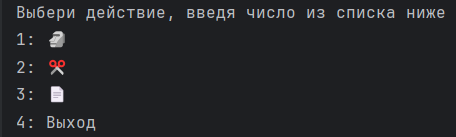 Выбери действие, введя число из списка ниже
1: 🗿
2: ✂️
3: 📄
4: Выход